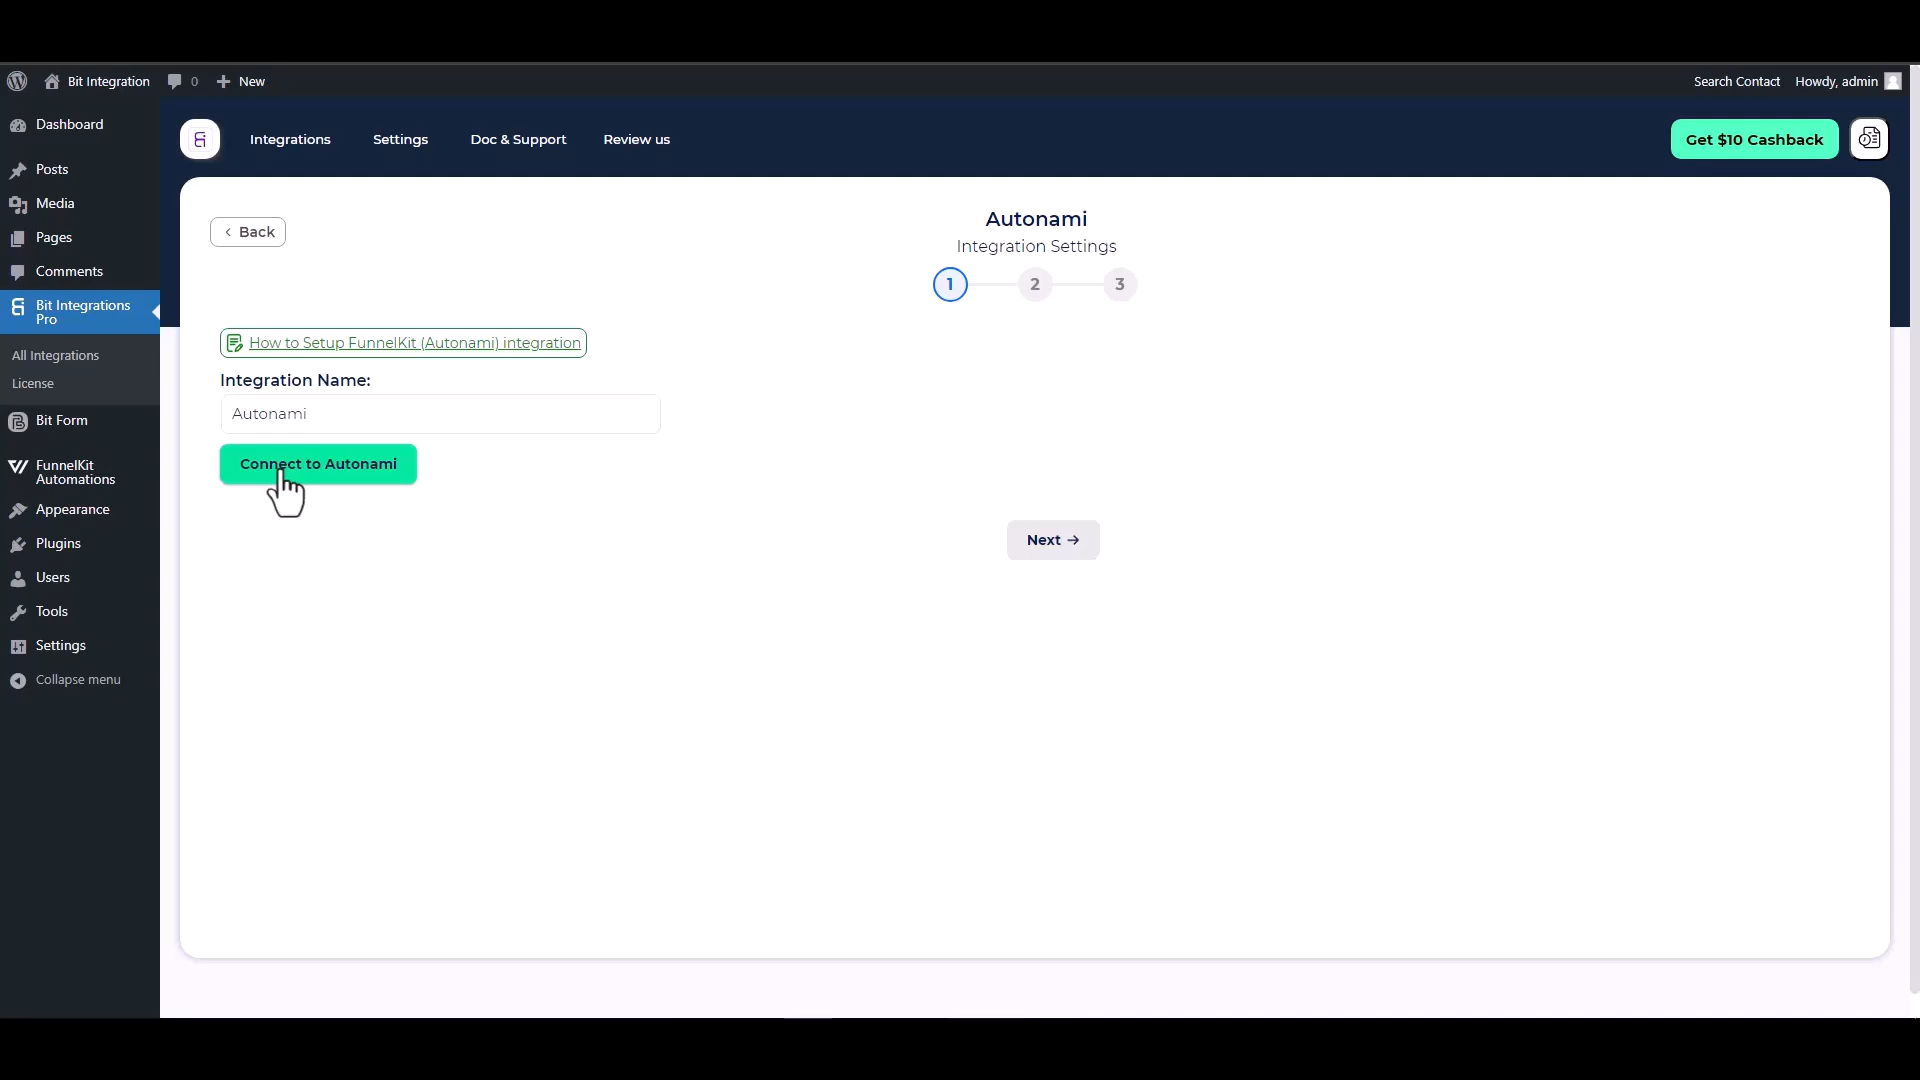 Bit Integration
0
New
Search Contact
Howdy, admin
Dashboard
Posts
Media
Pages
Comments
Bit Integrations
Pro
All Integrations
License
Bit Form
FunnelKit
Automations
Appearance
Plugins
Users
Tools
Settings
Collapse menu
Integrations
Settings
Doc & Support
Review us
Get $10 Cashback
Back
Autonami
Integration Settings
1
2
3
How to Setup FunnelKit (Autonami) integration
Integration Name:
Autonami
Connect to Autonami
Next →